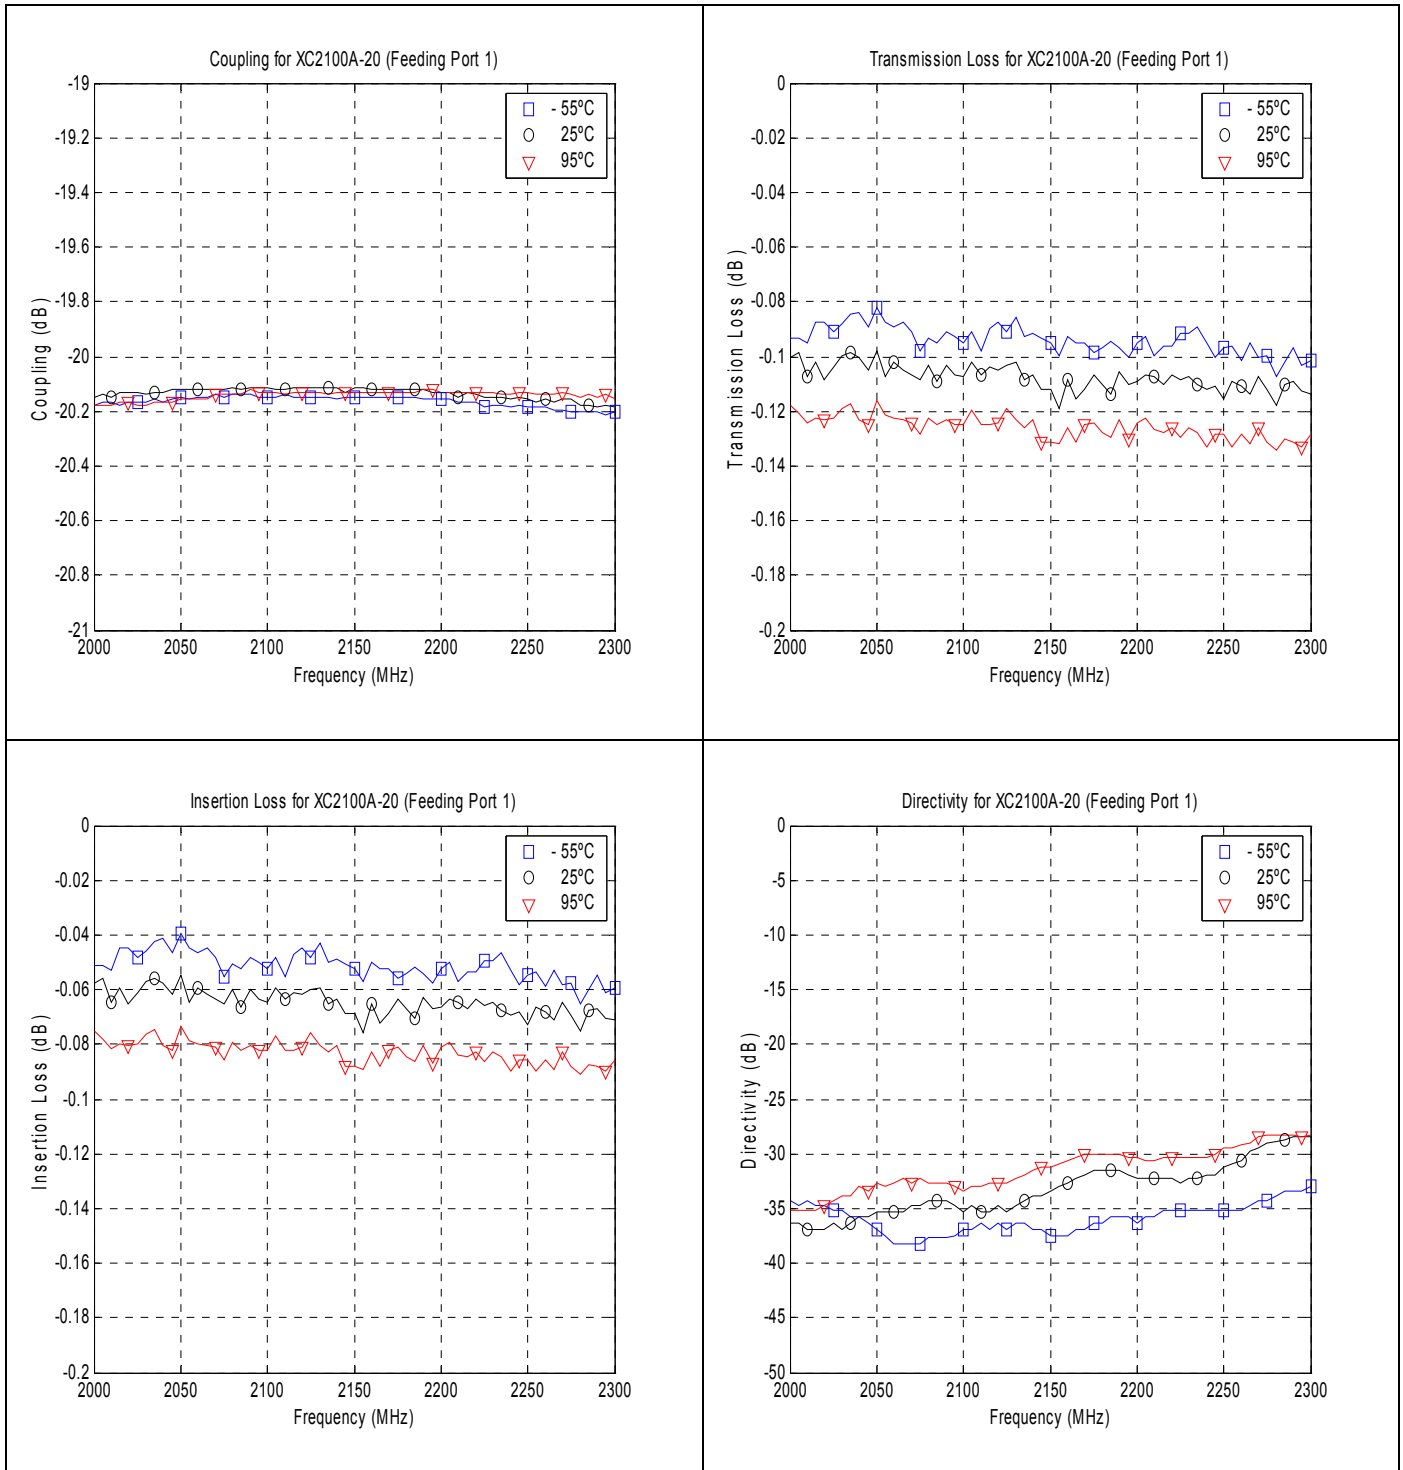 Coupling for XC2100A-20 (Feeding Port 1)
-19
-19.2
-19.4
-19.6
-19.8
-20
-20.2
-20.4
-20.6
-20.8
-21
Coupling (dB)
- 55ºC
25ºC
95ºC
2000 2050 2100 2150 2200 2250 2300
Frequency (MHz)
Transmission Loss for XC2100A-20 (Feeding Port 1)
0
-0.02
-0.04
-0.06
-0.08
-0.1
-0.12
-0.14
-0.16
-0.18
-0.2
Transmission Loss (dB)
- 55ºC
25ºC
95ºC
2000 2050 2100 2150 2200 2250 2300
Frequency (MHz)
Insertion Loss for XC2100A-20 (Feeding Port 1)
0
-0.02
-0.04
-0.06
-0.08
-0.1
-0.12
-0.14
-0.16
-0.18
-0.2
Insertion Loss (dB)
- 55ºC
25ºC
95ºC
2000 2050 2100 2150 2200 2250 2300
Frequency (MHz)
Directivity for XC2100A-20 (Feeding Port 1)
0
-5
-10
-15
-20
-25
-30
-35
-40
-45
-50
Directivity (dB)
- 55ºC
25ºC
95ºC
2000 2050 2100 2150 2200 2250 2300
Frequency (MHz)